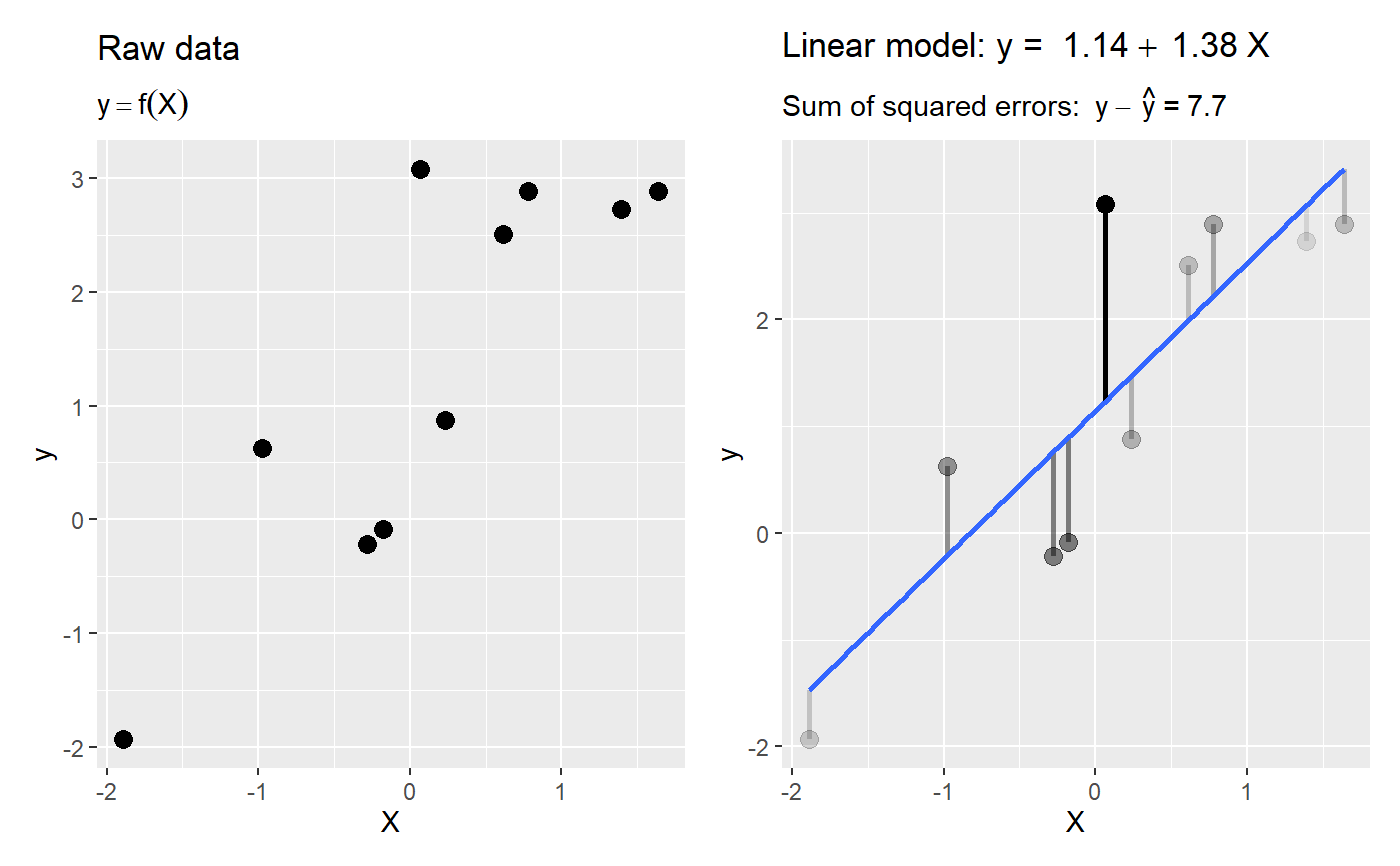 Raw data
y = f(X)
y
3
2
1
0
-1
-2
-2
-1
0
1
X
Linear model: y = 1.14 + 1.38 X
Sum of squared errors: y − ŷ = 7.7
y
2
0
-2
-2
-1
0
1
X